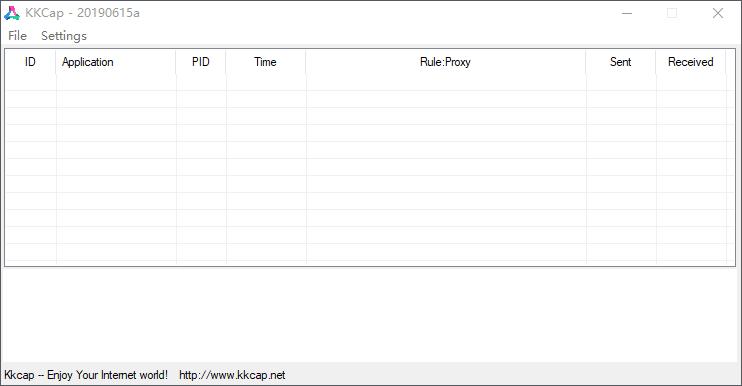 KKCap - 20190615a
File Settings
ID Application PID Time Rule:Proxy Sent Received
Kkcap -- Enjoy Your Internet world! http://www.kkcap.net